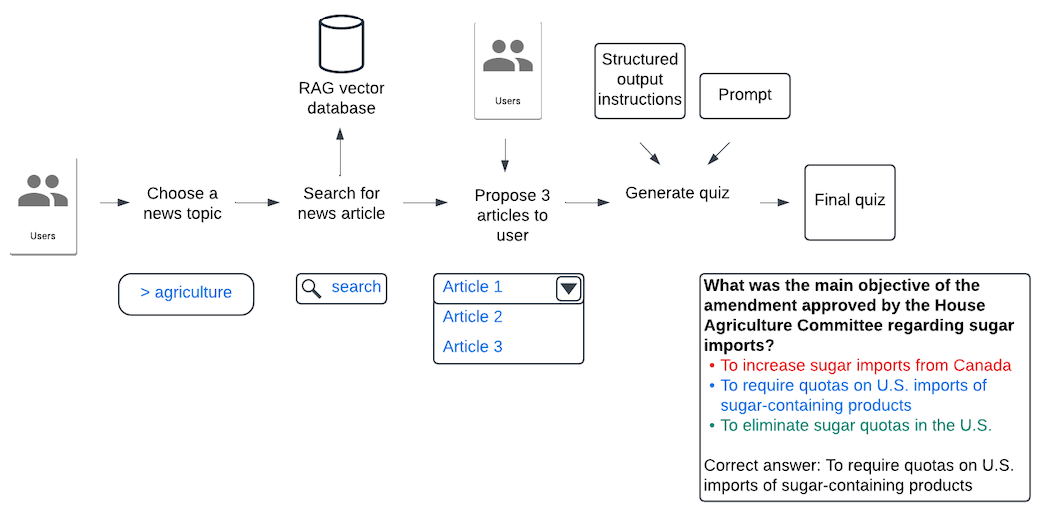 RAG vector
database
Users
Structured
output
instructions
Prompt
Users
Choose a
news topic
Search for
news article
Propose 3
articles to
user
Generate quiz
Final quiz
> agriculture
search
Article 1
Article 2
Article 3
What was the main objective of the
amendment approved by the House
Agriculture Committee regarding sugar
imports?
• To increase sugar imports from Canada
• To require quotas on U.S. imports of
sugar-containing products
• To eliminate sugar quotas in the U.S.
Correct answer: To require quotas on U.S.
imports of sugar-containing products